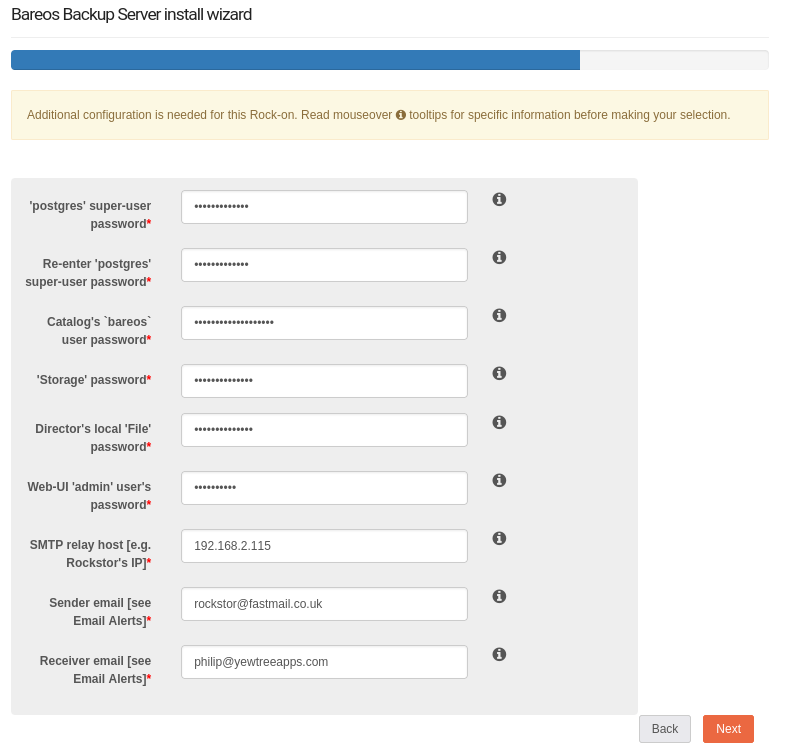 Bareos Backup Server install wizard
Additional configuration is needed for this Rock-on. Read mouseover tooltips for specific information before making your selection.
'postgres' super-user
password*
•••••••••••••
Re-enter 'postgres'
super-user password*
•••••••••••••
Catalog's `bareos`
user password*
•••••••••••••••••••
'Storage' password*
••••••••••••••
Director's local 'File'
password*
••••••••••••••
Web-UI 'admin' user's
password*
••••••••••
SMTP relay host [e.g.
Rockstor's IP]*
192.168.2.115
Sender email [see
Email Alerts]*
rockstor@fastmail.co.uk
Receiver email [see
Email Alerts]*
philip@yewtreeapps.com
Back Next